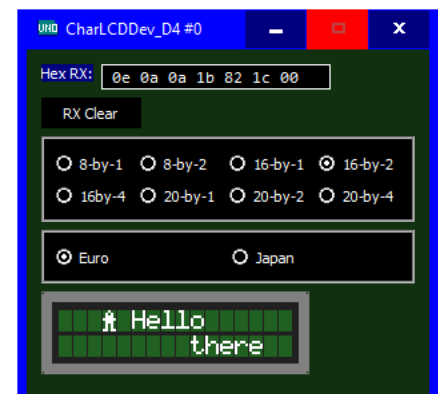 UNO CharLCDDev_D4 #0
Hex RX: 0e 0a 0a 1b 82 1c 00
RX Clear
8-by-1 8-by-2 16-by-1 16-by-2
16by-4 20-by-1 20-by-2 20-by-4
Euro Japan
Hello
there